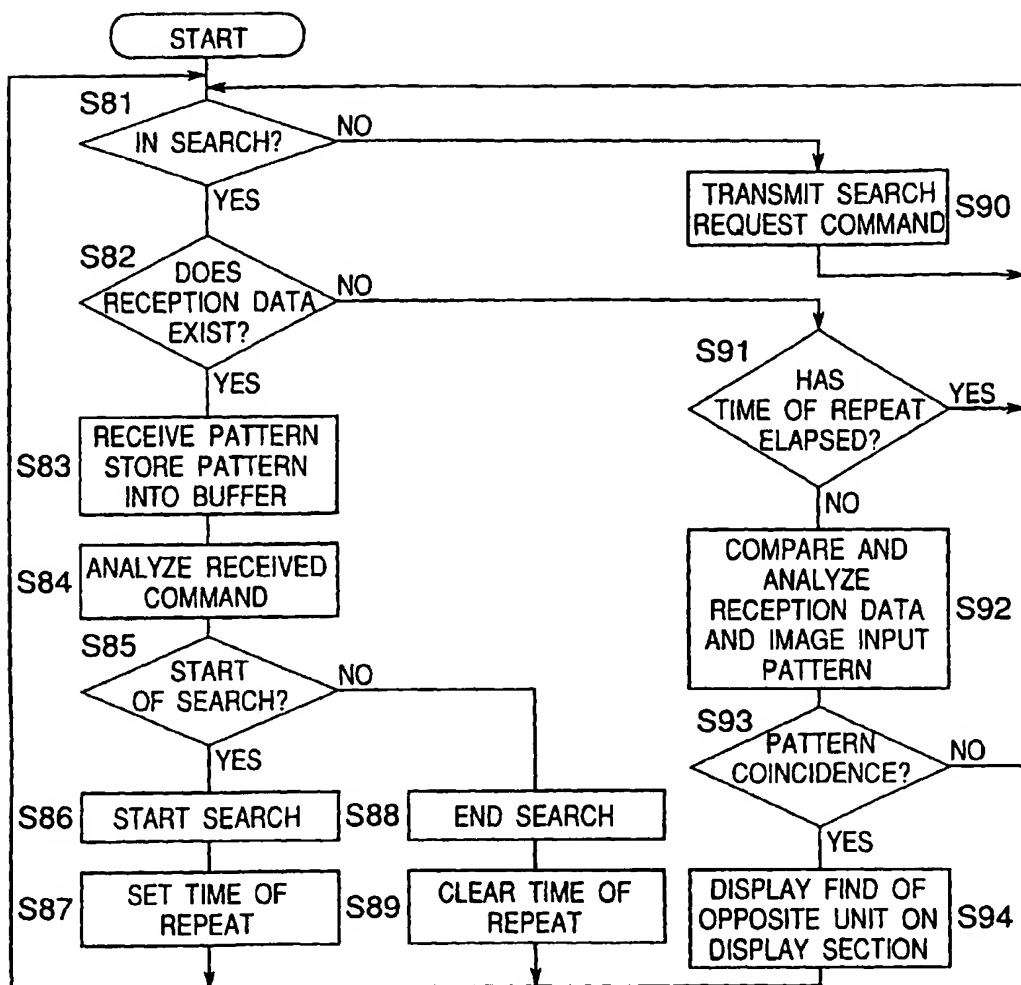 START
S81
IN SEARCH?
NO
YES
TRANSMIT SEARCH
REQUEST COMMAND
S90
S82
DOES
RECEPTION DATA
EXIST?
NO
YES
S91
HAS
TIME OF REPEAT
ELAPSED?
YES
NO
S83
RECEIVE PATTERN
STORE PATTERN
INTO BUFFER
S84
ANALYZE RECEIVED
COMMAND
COMPARE AND
ANALYZE
RECEPTION DATA
AND IMAGE INPUT
PATTERN
S92
S85
START
OF SEARCH?
NO
YES
S93
PATTERN
COINCIDENCE?
NO
YES
S86
START SEARCH
S88
END SEARCH
S87
SET TIME OF
REPEAT
S89
CLEAR TIME OF
REPEAT
DISPLAY FIND OF
OPPOSITE UNIT ON
DISPLAY SECTION
S94